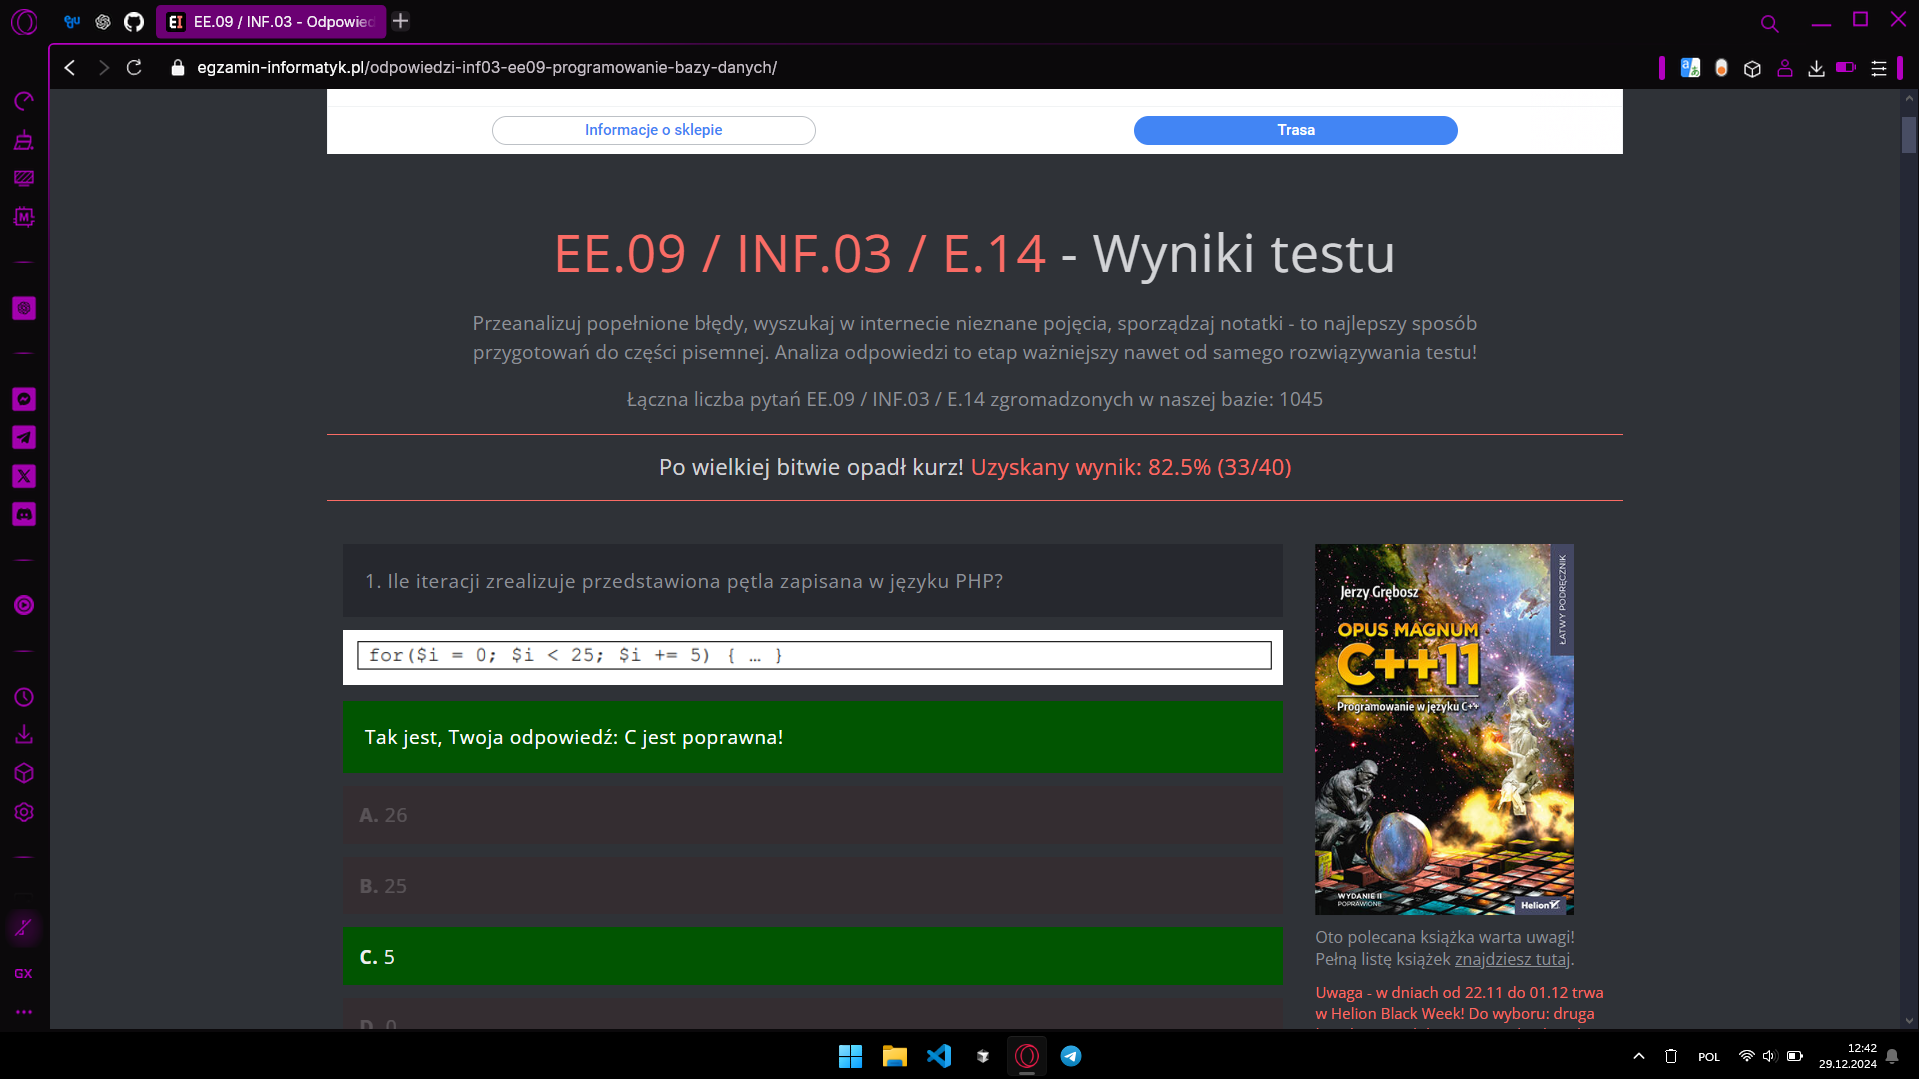 EE.09 / INF.03 - Odpowied
egzamin-informatyk.pl/odpowiedzi-inf03-ee09-programowanie-bazy-danych/
Informacje o sklepie
Trasa
EE.09 / INF.03 / E.14 - Wyniki testu
Przeanalizuj popełnione błędy, wyszukaj w internecie nieznane pojęcia, sporządzaj notatki - to najlepszy sposób
przygotowań do części pisemnej. Analiza odpowiedzi to etap ważniejszy nawet od samego rozwiązywania testu!
Łączna liczba pytań EE.09 / INF.03 / E.14 zgromadzonych w naszej bazie: 1045
Po wielkiej bitwie opadł kurz! Uzyskany wynik: 82.5% (33/40)
1. Ile iteracji zrealizuje przedstawiona pętla zapisana w języku PHP?
for($i = 0; $i < 25; $i += 5) { … }
Tak jest, Twoja odpowiedź: C jest poprawna!
A. 26
B. 25
C. 5
D. 0
Jerzy Grębosz
OPUS MAGNUM
C++11
Programowanie w języku C++
ŁATWY PODRĘCZNIK
WYDANIE II
POPRAWIONE
Helion
Oto polecana książka warta uwagi!
Pełną listę książek znajdziesz tutaj.
Uwaga - w dniach od 22.11 do 01.12 trwa
w Helion Black Week! Do wyboru: druga
GX
POL
12:42
29.12.2024